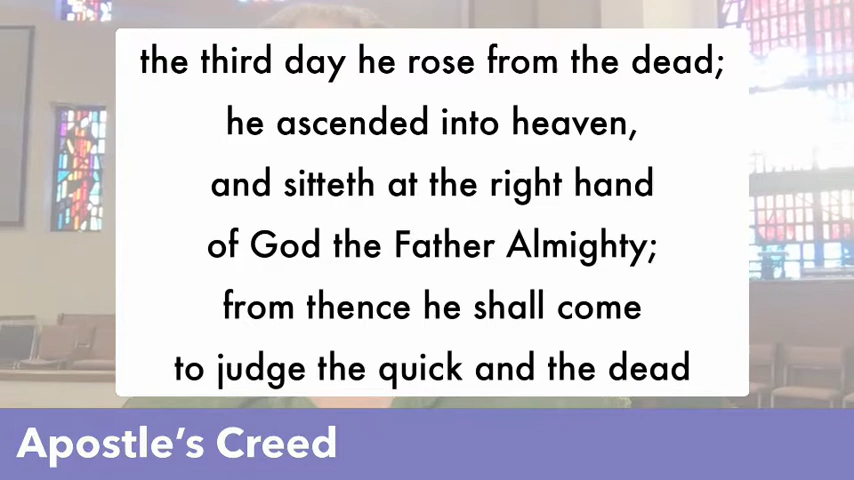 the third day he rose from the dead;
he ascended into heaven,
and sitteth at the right hand
of God the Father Almighty;
from thence he shall come
to judge the quick and the dead
Apostle’s Creed